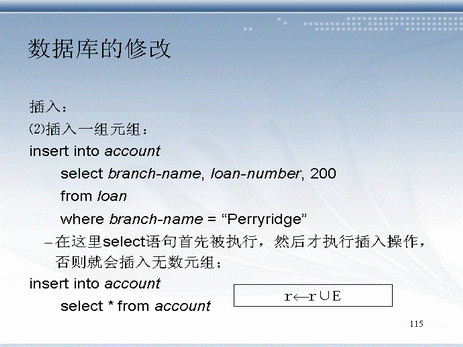 数据库的修改
插入：
⑵插入一组元组：
insert into account
select branch-name, loan-number, 200
from loan
where branch-name = “Perryridge”
–在这里select语句首先被执行，然后才执行插入操作，
否则就会插入无数元组；
insert into account
select * from account
r←r∪E
115